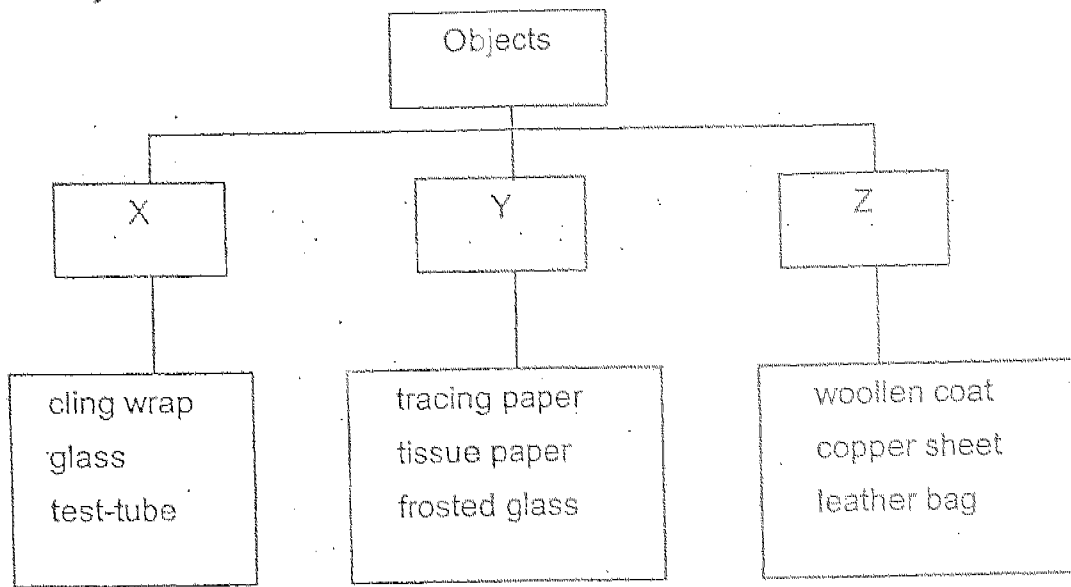 Objects
X
Y
Z
cling wrap
glass
test-tube
tracing paper
tissue paper
frosted glass
woollen coat
copper sheet
leather bag